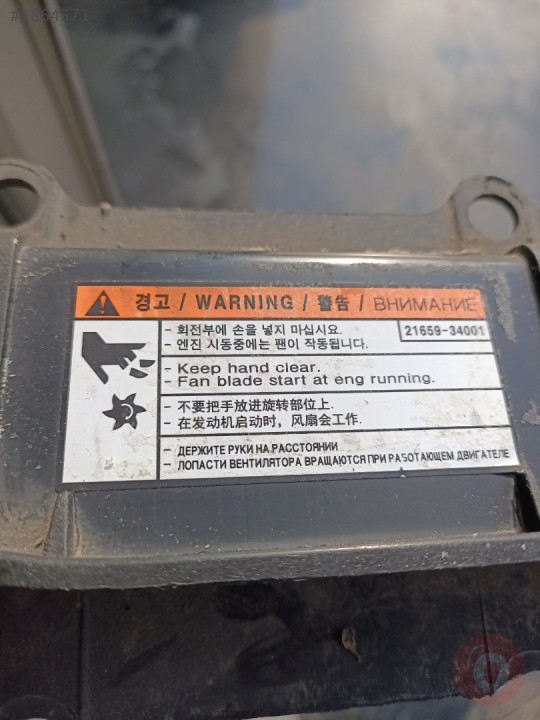 경고 / WARNING / 警告 / ВНИМАНИЕ
- 회전부에 손을 넣지 마십시요.
21659-34001
- 엔진 시동중에는 팬이 작동됩니다.
- Keep hand clear.
- Fan blade start at eng running.
- 不要把手放进旋转部位上.
- 在发动机启动时, 风扇会工作.
- ДЕРЖИТЕ РУКИ НА РАССТОЯНИИ
- ЛОПАСТИ ВЕНТИЛЯТОРА ВРАЩАЮТСЯ ПРИ РАБОТАЮЩЕМ ДВИГАТЕЛЕ